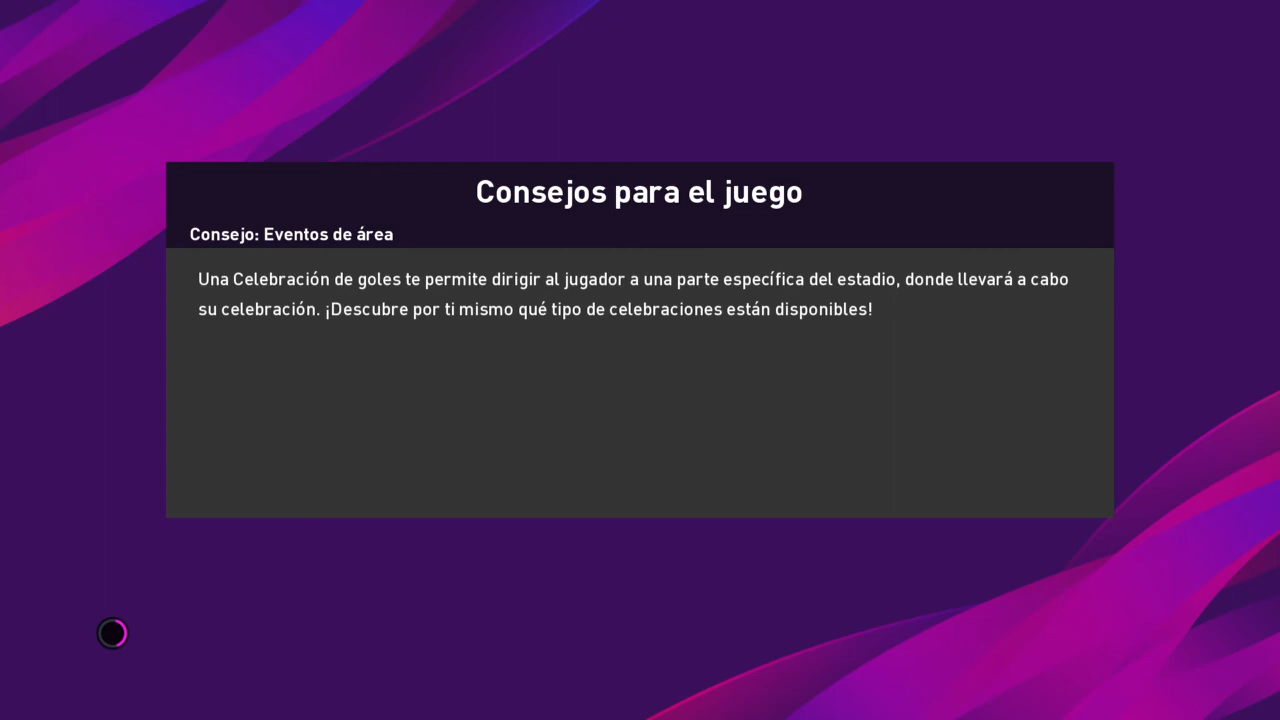 Consejos para el juego
Consejo: Eventos de área
Una Celebración de goles te permite dirigir al jugador a una parte específica del estadio, donde llevará a cabo
su celebración. ¡Descubre por ti mismo qué tipo de celebraciones están disponibles!